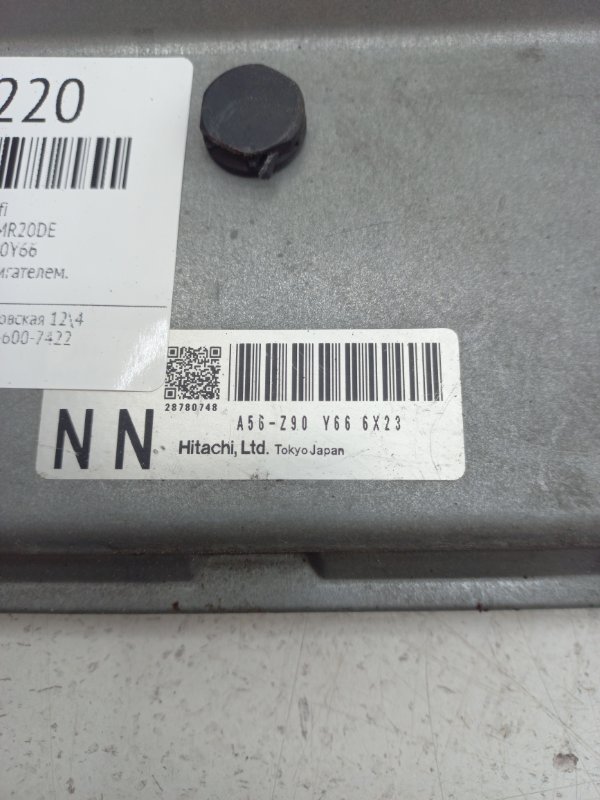 220
fi
MR20DE
0Y66
игателем.
овская 12\4
600-7422
28780748
A56-Z90 Y66 6X23
NN
Hitachi, Ltd. Tokyo Japan